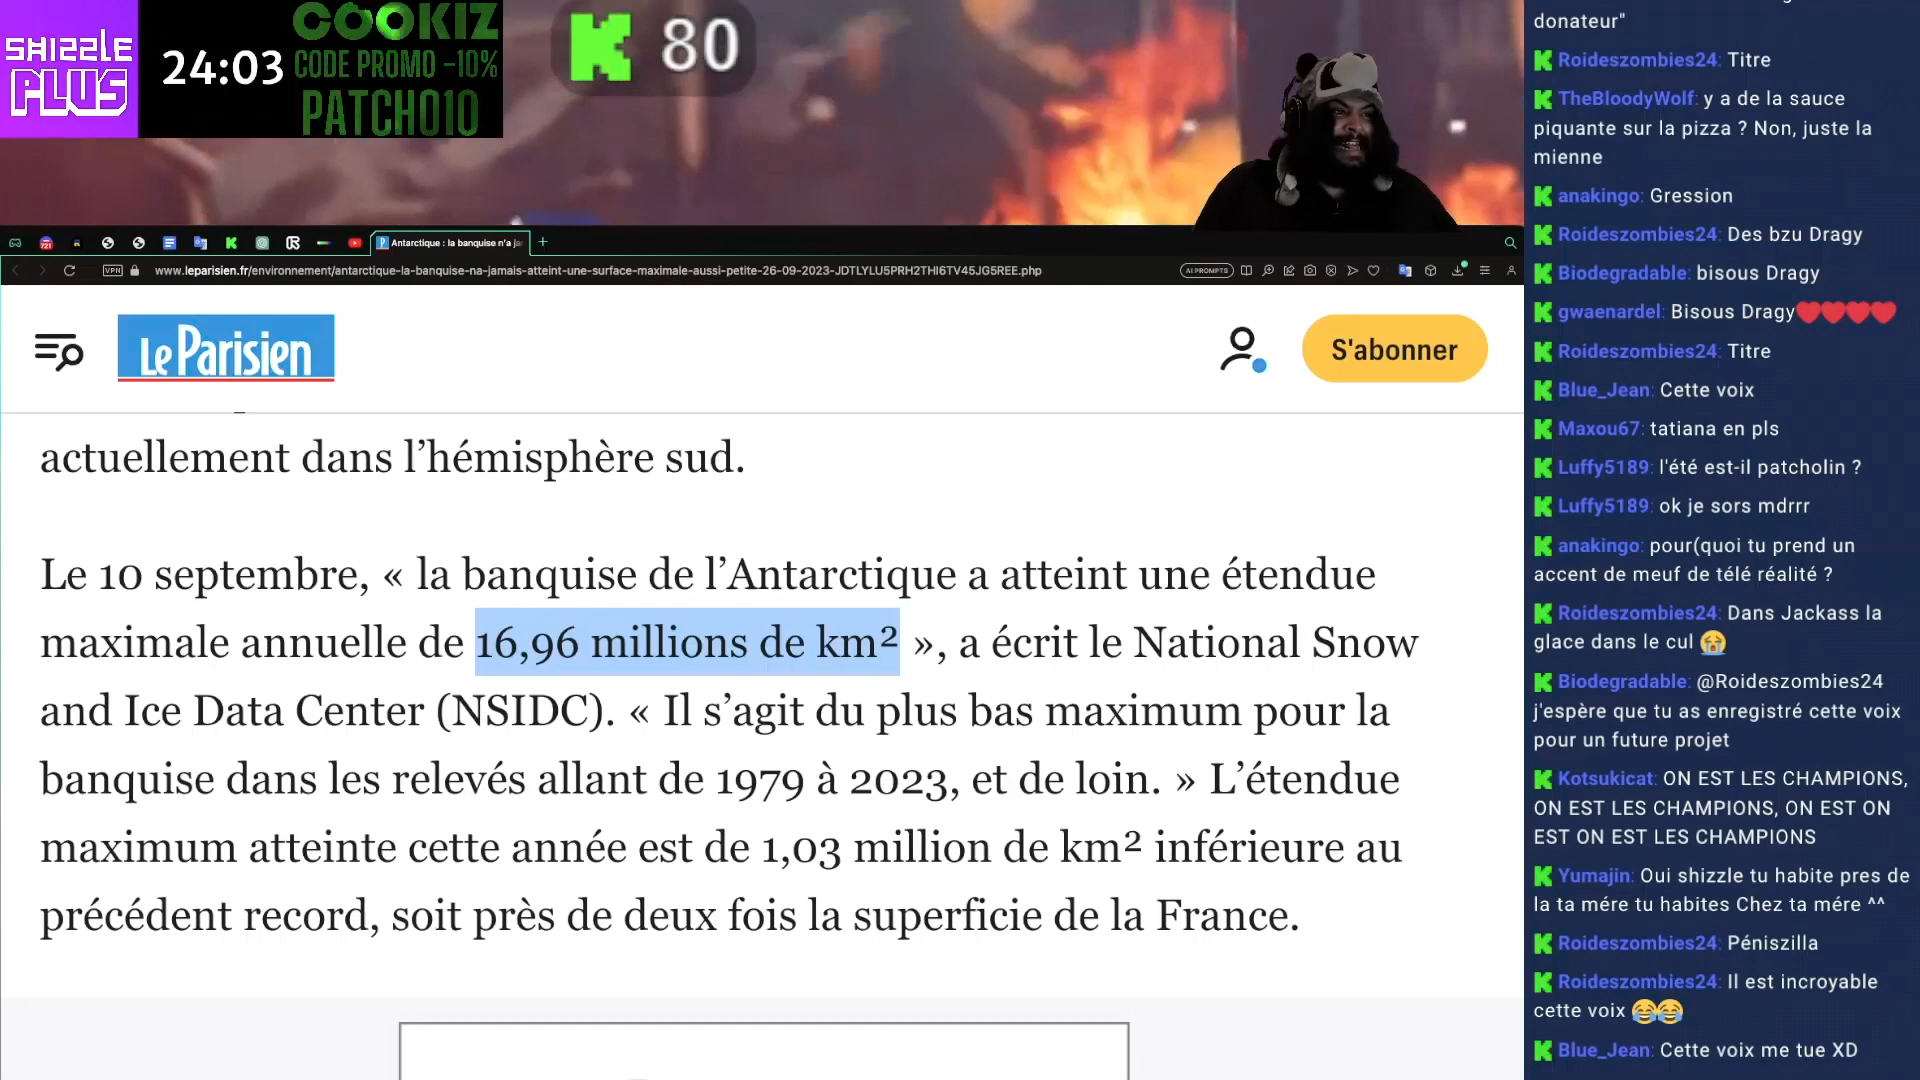 SHIZZLE
PLUS
24:03
COOKIZ
CODE PROMO -10%
PATCHO10
80
Antarctique : la banquise n'a ja
www.leparisien.fr/environnement/antarctique-la-banquise-na-jamais-atteint-une-surface-maximale-aussi-petite-26-09-2023-JDTLYLU5PRH2THI6TV45JG5REE.php
VPN
AI PROMPTS
Le Parisien
S'abonner
actuellement dans l’hémisphère sud.
Le 10 septembre, « la banquise de l’Antarctique a atteint une étendue
maximale annuelle de 16,96 millions de km² », a écrit le National Snow
and Ice Data Center (NSIDC). « Il s’agit du plus bas maximum pour la
banquise dans les relevés allant de 1979 à 2023, et de loin. » L’étendue
maximum atteinte cette année est de 1,03 million de km² inférieure au
précédent record, soit près de deux fois la superficie de la France.
donateur"
Roideszombies24: Titre
TheBloodyWolf: y a de la sauce
piquante sur la pizza ? Non, juste la
mienne
anakingo: Gression
Roideszombies24: Des bzu Dragy
Biodegradable: bisous Dragy
gwaenardel: Bisous Dragy❤❤❤❤
Roideszombies24: Titre
Blue_Jean: Cette voix
Maxou67: tatiana en pls
Luffy5189: l'été est-il patcholin ?
Luffy5189: ok je sors mdrrr
anakingo: pour(quoi tu prend un
accent de meuf de télé réalité ?
Roideszombies24: Dans Jackass la
glace dans le cul 😭
Biodegradable: @Roideszombies24
j'espère que tu as enregistré cette voix
pour un future projet
Kotsukicat: ON EST LES CHAMPIONS,
ON EST LES CHAMPIONS, ON EST ON
EST ON EST LES CHAMPIONS
Yumajin: Oui shizzle tu habite pres de
la ta mére tu habites Chez ta mére ^^
Roideszombies24: Péniszilla
Roideszombies24: Il est incroyable
cette voix 😂😂
Blue_Jean: Cette voix me tue XD